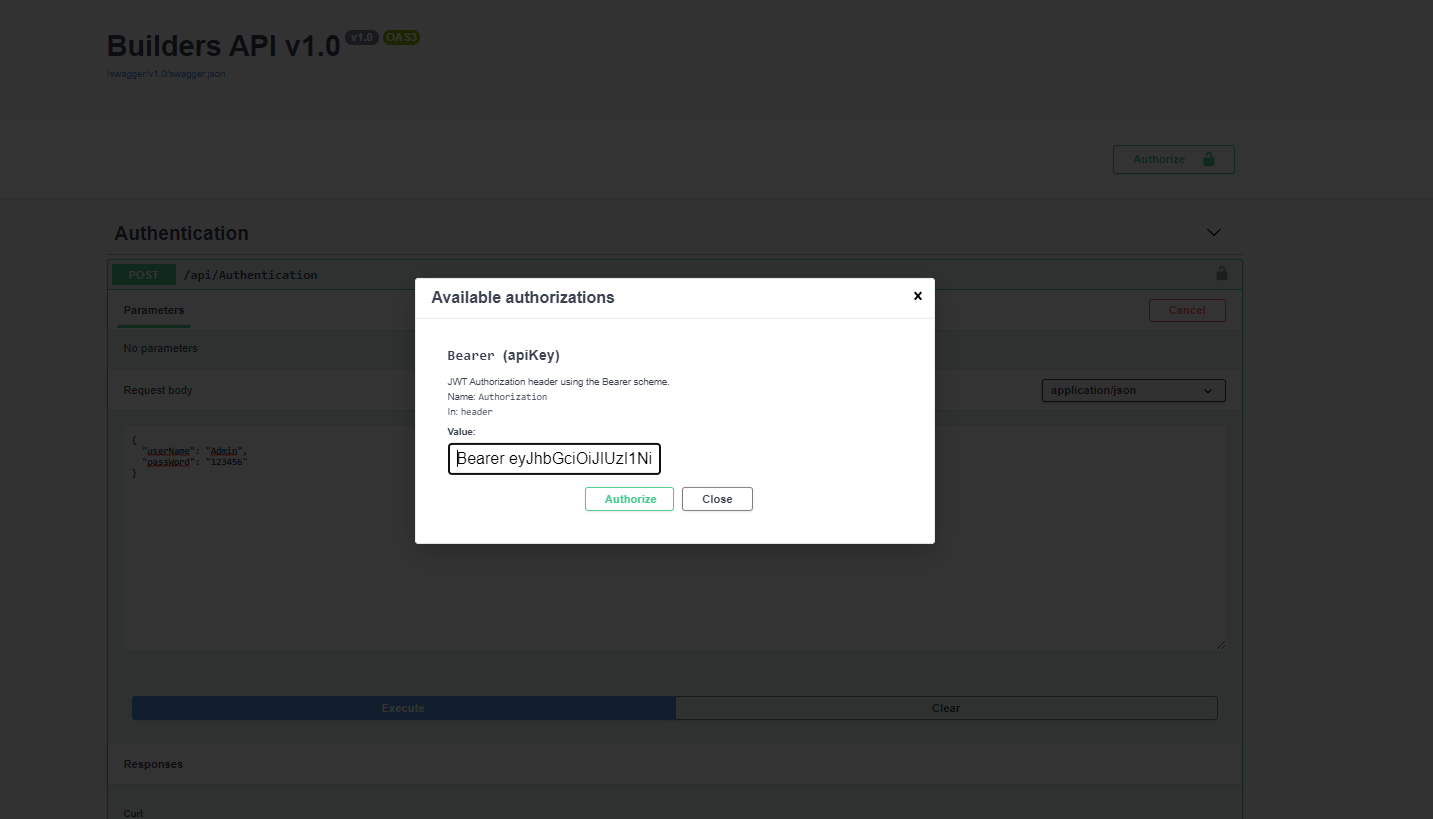 Builders API v1.0 v1.0 OAS3
/swagger/v1.0/swagger.json
Authorize
Authentication
POST /api/Authentication
Parameters
Cancel
No parameters
Request body
application/json
{
"userName": "Admin",
"passWord": "123456"
}
Available authorizations
×
Bearer (apiKey)
JWT Authorization header using the Bearer scheme.
Name: Authorization
In: header
Value:
Bearer eyJhbGciOiJIUzI1Ni
Authorize Close
Execute Clear
Responses
Curl